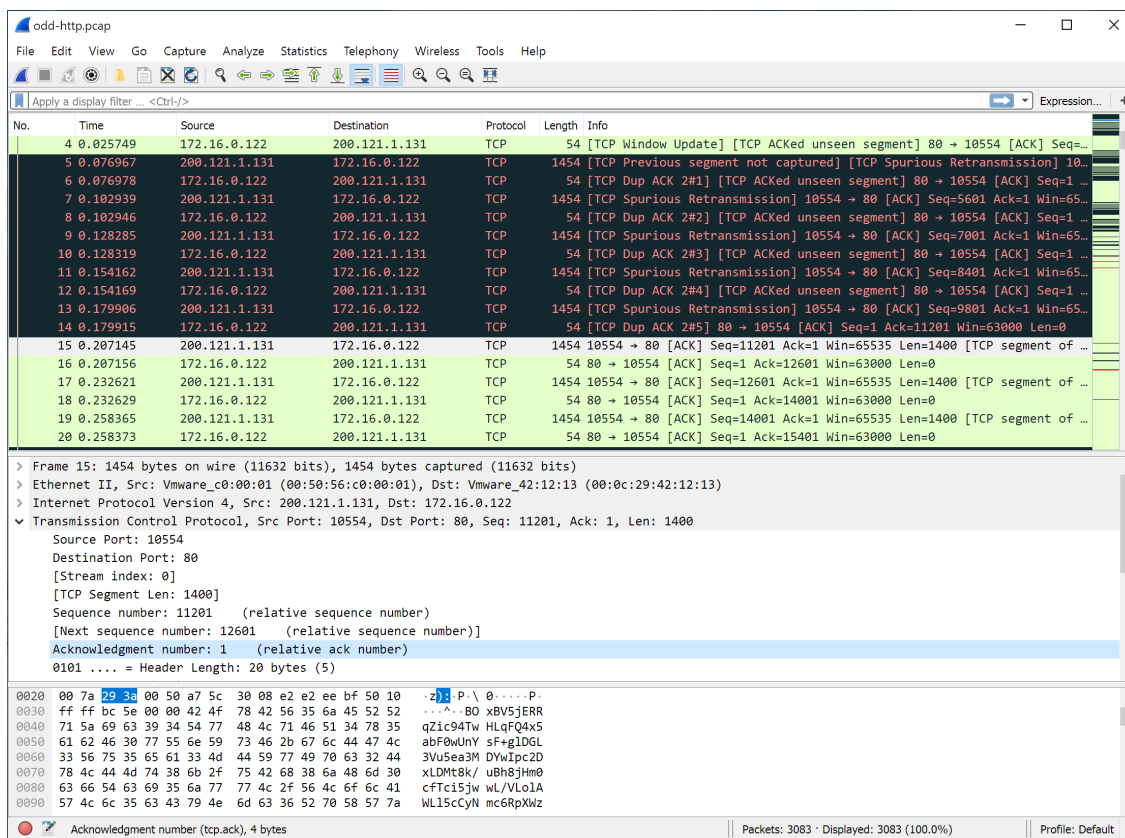 odd-http.pcap
File Edit View Go Capture Analyze Statistics Telephony Wireless Tools Help
Apply a display filter ... <Ctrl-/> Expression... +
No. Time Source Destination Protocol Length Info
4 0.025749 172.16.0.122 200.121.1.131 TCP 54 [TCP Window Update] [TCP ACKed unseen segment] 80 → 10554 [ACK] Seq=…
5 0.076967 200.121.1.131 172.16.0.122 TCP 1454 [TCP Previous segment not captured] [TCP Spurious Retransmission] 10…
6 0.076978 172.16.0.122 200.121.1.131 TCP 54 [TCP Dup ACK 2#1] [TCP ACKed unseen segment] 80 → 10554 [ACK] Seq=1 …
7 0.102939 200.121.1.131 172.16.0.122 TCP 1454 [TCP Spurious Retransmission] 10554 → 80 [ACK] Seq=5601 Ack=1 Win=65…
8 0.102946 172.16.0.122 200.121.1.131 TCP 54 [TCP Dup ACK 2#2] [TCP ACKed unseen segment] 80 → 10554 [ACK] Seq=1 …
9 0.128285 200.121.1.131 172.16.0.122 TCP 1454 [TCP Spurious Retransmission] 10554 → 80 [ACK] Seq=7001 Ack=1 Win=65…
10 0.128319 172.16.0.122 200.121.1.131 TCP 54 [TCP Dup ACK 2#3] [TCP ACKed unseen segment] 80 → 10554 [ACK] Seq=1 …
11 0.154162 200.121.1.131 172.16.0.122 TCP 1454 [TCP Spurious Retransmission] 10554 → 80 [ACK] Seq=8401 Ack=1 Win=65…
12 0.154169 172.16.0.122 200.121.1.131 TCP 54 [TCP Dup ACK 2#4] [TCP ACKed unseen segment] 80 → 10554 [ACK] Seq=1 …
13 0.179906 200.121.1.131 172.16.0.122 TCP 1454 [TCP Spurious Retransmission] 10554 → 80 [ACK] Seq=9801 Ack=1 Win=65…
14 0.179915 172.16.0.122 200.121.1.131 TCP 54 [TCP Dup ACK 2#5] 80 → 10554 [ACK] Seq=1 Ack=11201 Win=63000 Len=0
15 0.207145 200.121.1.131 172.16.0.122 TCP 1454 10554 → 80 [ACK] Seq=11201 Ack=1 Win=65535 Len=1400 [TCP segment of …
16 0.207156 172.16.0.122 200.121.1.131 TCP 54 80 → 10554 [ACK] Seq=1 Ack=12601 Win=63000 Len=0
17 0.232621 200.121.1.131 172.16.0.122 TCP 1454 10554 → 80 [ACK] Seq=12601 Ack=1 Win=65535 Len=1400 [TCP segment of …
18 0.232629 172.16.0.122 200.121.1.131 TCP 54 80 → 10554 [ACK] Seq=1 Ack=14001 Win=63000 Len=0
19 0.258365 200.121.1.131 172.16.0.122 TCP 1454 10554 → 80 [ACK] Seq=14001 Ack=1 Win=65535 Len=1400 [TCP segment of …
20 0.258373 172.16.0.122 200.121.1.131 TCP 54 80 → 10554 [ACK] Seq=1 Ack=15401 Win=63000 Len=0
Frame 15: 1454 bytes on wire (11632 bits), 1454 bytes captured (11632 bits)
Ethernet II, Src: Vmware_c0:00:01 (00:50:56:c0:00:01), Dst: Vmware_42:12:13 (00:0c:29:42:12:13)
Internet Protocol Version 4, Src: 200.121.1.131, Dst: 172.16.0.122
Transmission Control Protocol, Src Port: 10554, Dst Port: 80, Seq: 11201, Ack: 1, Len: 1400
Source Port: 10554
Destination Port: 80
[Stream index: 0]
[TCP Segment Len: 1400]
Sequence number: 11201 (relative sequence number)
[Next sequence number: 12601 (relative sequence number)]
Acknowledgment number: 1 (relative ack number)
0101 .... = Header Length: 20 bytes (5)
0020 00 7a 29 3a 00 50 a7 5c 30 08 e2 e2 ee bf 50 10 ·z):·P·\ 0·····P·
0030 ff ff bc 5e 00 00 42 4f 78 42 56 35 6a 45 52 52 ···^··BO xBV5jERR
0040 71 5a 69 63 39 34 54 77 48 4c 71 46 51 34 78 35 qZic94Tw HLqFQ4x5
0050 61 62 46 30 77 55 6e 59 73 46 2b 67 6c 44 47 4c abF0wUnY sF+glDGL
0060 33 56 75 35 65 61 33 4d 44 59 77 49 70 63 32 44 3Vu5ea3M DYwIpc2D
0070 78 4c 44 4d 74 38 6b 2f 75 42 68 38 6a 48 6d 30 xLDMt8k/ uBh8jHm0
0080 63 66 54 63 69 35 6a 77 77 4c 2f 56 4c 6f 6c 41 cfTci5jw wL/VLolA
0090 57 4c 6c 35 63 43 79 4e 6d 63 36 52 70 58 57 7a WLl5cCyN mc6RpXWz
Acknowledgment number (tcp.ack), 4 bytes Packets: 3083 · Displayed: 3083 (100.0%) Profile: Default